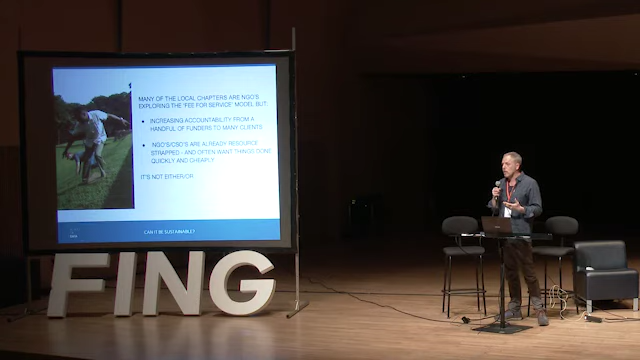 MANY OF THE LOCAL CHAPTERS ARE NGO'S
EXPLORING THE 'FEE FOR SERVICE' MODEL BUT:
• INCREASING ACCOUNTABILITY FROM A
HANDFUL OF FUNDERS TO MANY CLIENTS
• NGO'S/CSO'S ARE ALREADY RESOURCE
STRAPPED - AND OFTEN WANT THINGS DONE
QUICKLY AND CHEAPLY
IT'S NOT EITHER/OR
CAN IT BE SUSTAINABLE?
FING